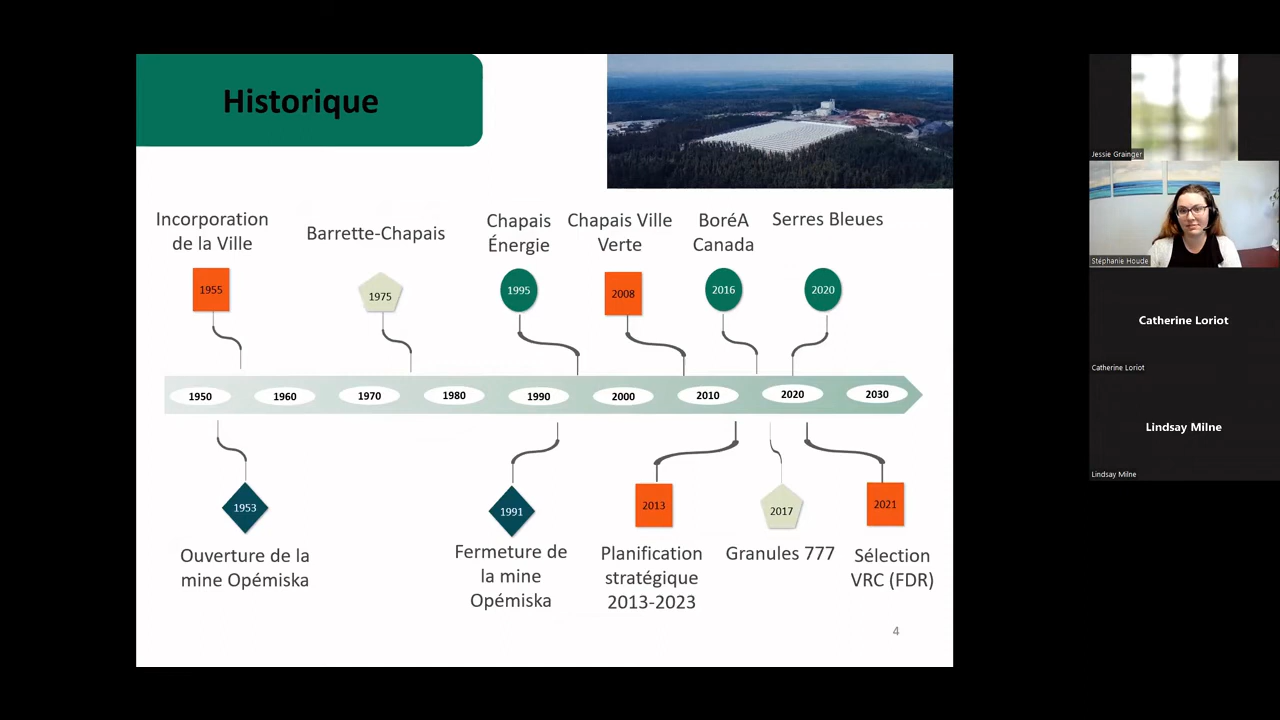 Historique
Incorporation
de la Ville
Barrette-Chapais
Chapais
Énergie
Chapais Ville
Verte
BoréA
Canada
Serres Bleues
1955
1975
1995
2008
2016
2020
1950
1960
1970
1980
1990
2000
2010
2020
2030
1953
1991
2013
2017
2021
Ouverture de la
mine Opémiska
Fermeture de
la mine
Opémiska
Planification
stratégique
2013-2023
Granules 777
Sélection
VRC (FDR)
4
Jessie Grainger
Stéphanie Houde
Catherine Loriot
Catherine Loriot
Lindsay Milne
Lindsay Milne